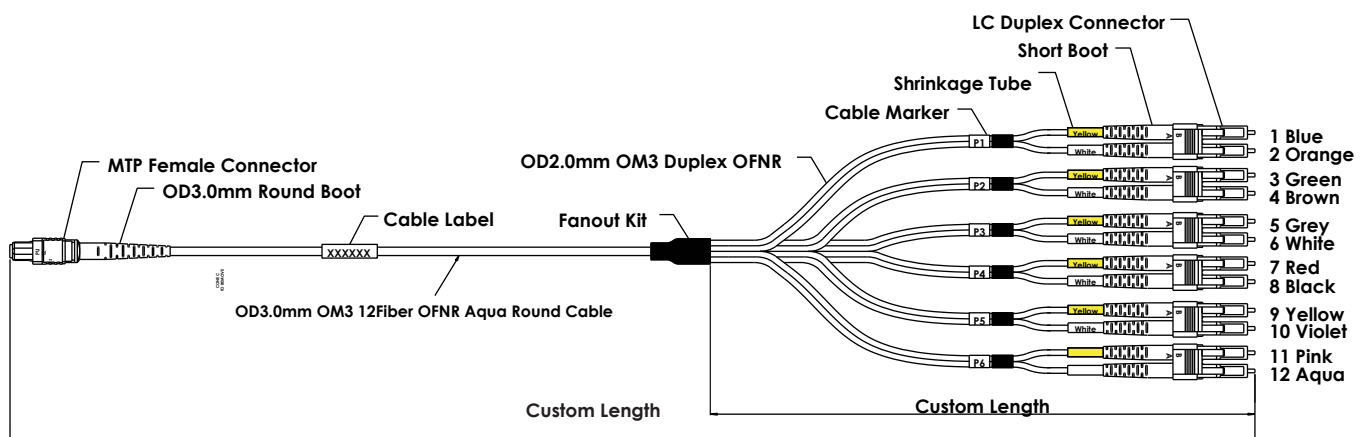 LC Duplex Connector
Short Boot
Shrinkage Tube
Cable Marker
MTP Female Connector
OD3.0mm Round Boot
OD2.0mm OM3 Duplex OFNR
Cable Label
Fanout Kit
XXXXXX
OD3.0mm OM3 12Fiber OFNR Aqua Round Cable
P1
Yellow
White
A
B
1 Blue
2 Orange
P2
Yellow
White
A
B
3 Green
4 Brown
P3
Yellow
White
A
B
5 Grey
6 White
P4
Yellow
White
A
B
7 Red
8 Black
P5
Yellow
White
A
B
9 Yellow
10 Violet
P6
A
B
11 Pink
12 Aqua
Custom Length
Custom Length